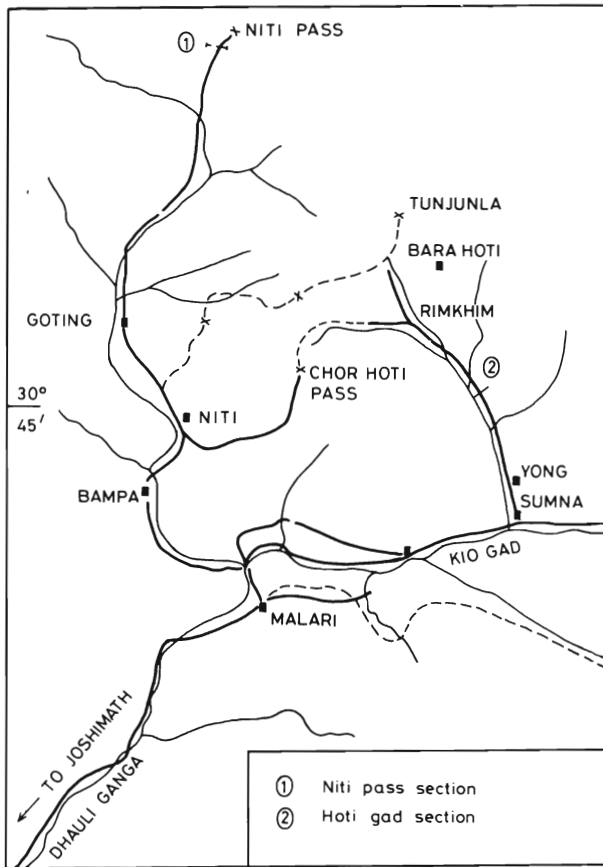 ① NITI PASS
TUNJUNLA
BARA HOTI
RIMKHIM
GOTING
②
CHOR HOTI
PASS
30°
45′
NITI
YONG
BAMPA
SUMNA
KIO GAD
MALARI
TO JOSHIMATH
DHAULI GANGA
① Niti pass section
② Hoti gad section